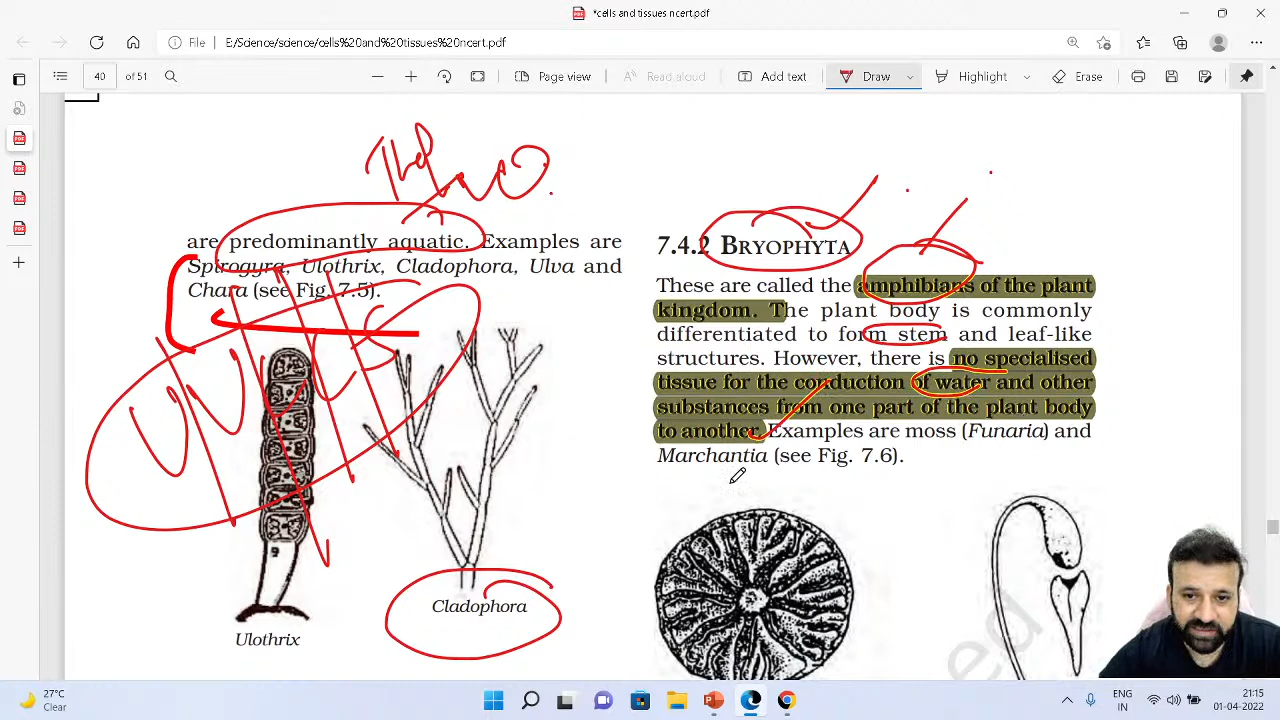 *cells and tissues ncert.pdf
File E:/Science/science/cells%20and%20tissues%20ncert.pdf
40 of 51 Page view Read aloud Add text Draw Highlight Erase
are predominantly aquatic. Examples are
Spirogyra, Ulothrix, Cladophora, Ulva and
Chara (see Fig. 7.5).
Ulothrix
Cladophora
7.4.2 BRYOPHYTA
These are called the amphibians of the plant
kingdom. The plant body is commonly
differentiated to form stem and leaf-like
structures. However, there is no specialised
tissue for the conduction of water and other
substances from one part of the plant body
to another. Examples are moss (Funaria) and
Marchantia (see Fig. 7.6).
27°C
Clear
ENG
IN
21:15
01-04-2022